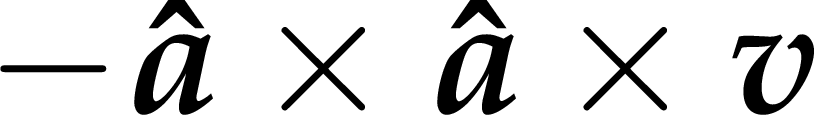 −â × â × v